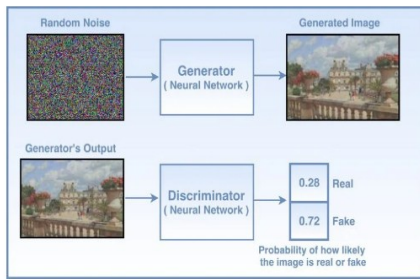 Random Noise
Generated Image
Generator
( Neural Network )
Generator's Output
Discriminator
( Neural Network )
0.28
Real
0.72
Fake
Probability of how likely
the image is real or fake